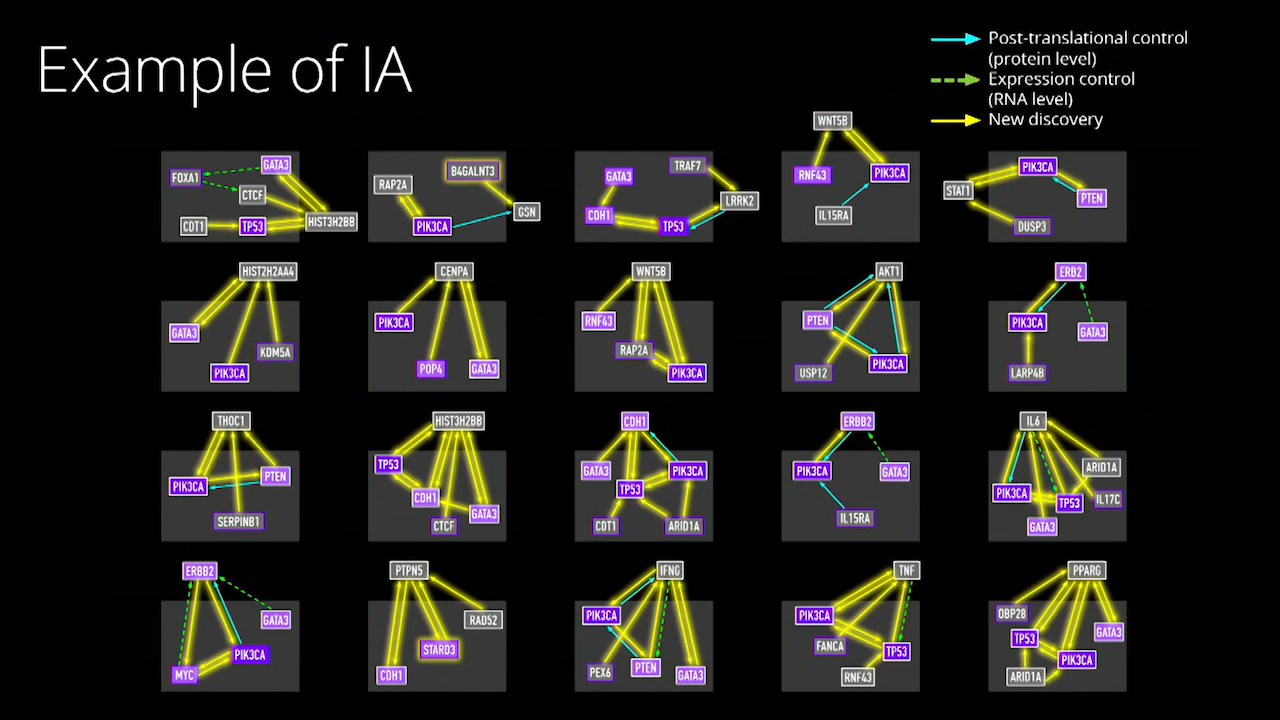 Example of IA
Post-translational control
(protein level)
Expression control
(RNA level)
New discovery
FOXA1
GATA3
CTCF
CDT1
TP53
HIST3H2BB
RAP2A
B4GALNT3
PIK3CA
GSN
GATA3
TRAF7
CDH1
TP53
LRRK2
WNT5B
RNF43
PIK3CA
IL15RA
PIK3CA
STAT1
PTEN
DUSP3
HIST2H2AA4
GATA3
KDM5A
PIK3CA
CENPA
PIK3CA
POP4
GATA3
WNT5B
RNF43
RAP2A
PIK3CA
AKT1
PTEN
USP12
PIK3CA
ERB2
PIK3CA
GATA3
LARP4B
THOC1
PIK3CA
PTEN
SERPINB1
HIST3H2BB
TP53
CDH1
CTCF
GATA3
CDH1
GATA3
PIK3CA
TP53
CDT1
ARID1A
ERBB2
PIK3CA
GATA3
IL15RA
IL6
ARID1A
PIK3CA
TP53
IL17C
GATA3
ERBB2
GATA3
PIK3CA
MYC
PTPN5
RAD52
STARD3
CDH1
IFNG
PIK3CA
PEX6
PTEN
GATA3
TNF
PIK3CA
FANCA
TP53
RNF43
PPARG
OBP2B
TP53
GATA3
PIK3CA
ARID1A